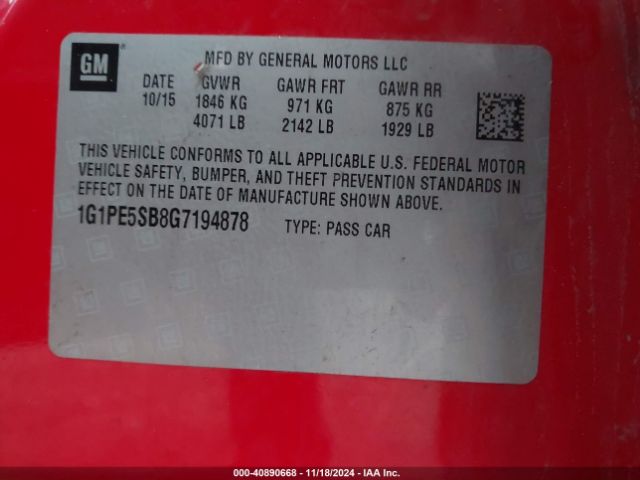 GM
MFD BY GENERAL MOTORS LLC
DATE GVWR GAWR FRT GAWR RR
10/15 1846 KG 971 KG 875 KG
4071 LB 2142 LB 1929 LB
THIS VEHICLE CONFORMS TO ALL APPLICABLE U.S. FEDERAL MOTOR
VEHICLE SAFETY, BUMPER, AND THEFT PREVENTION STANDARDS IN
EFFECT ON THE DATE OF MANUFACTURE SHOWN ABOVE.
1G1PE5SB8G7194878 TYPE: PASS CAR
000-40890668 - 11/18/2024 - IAA Inc.